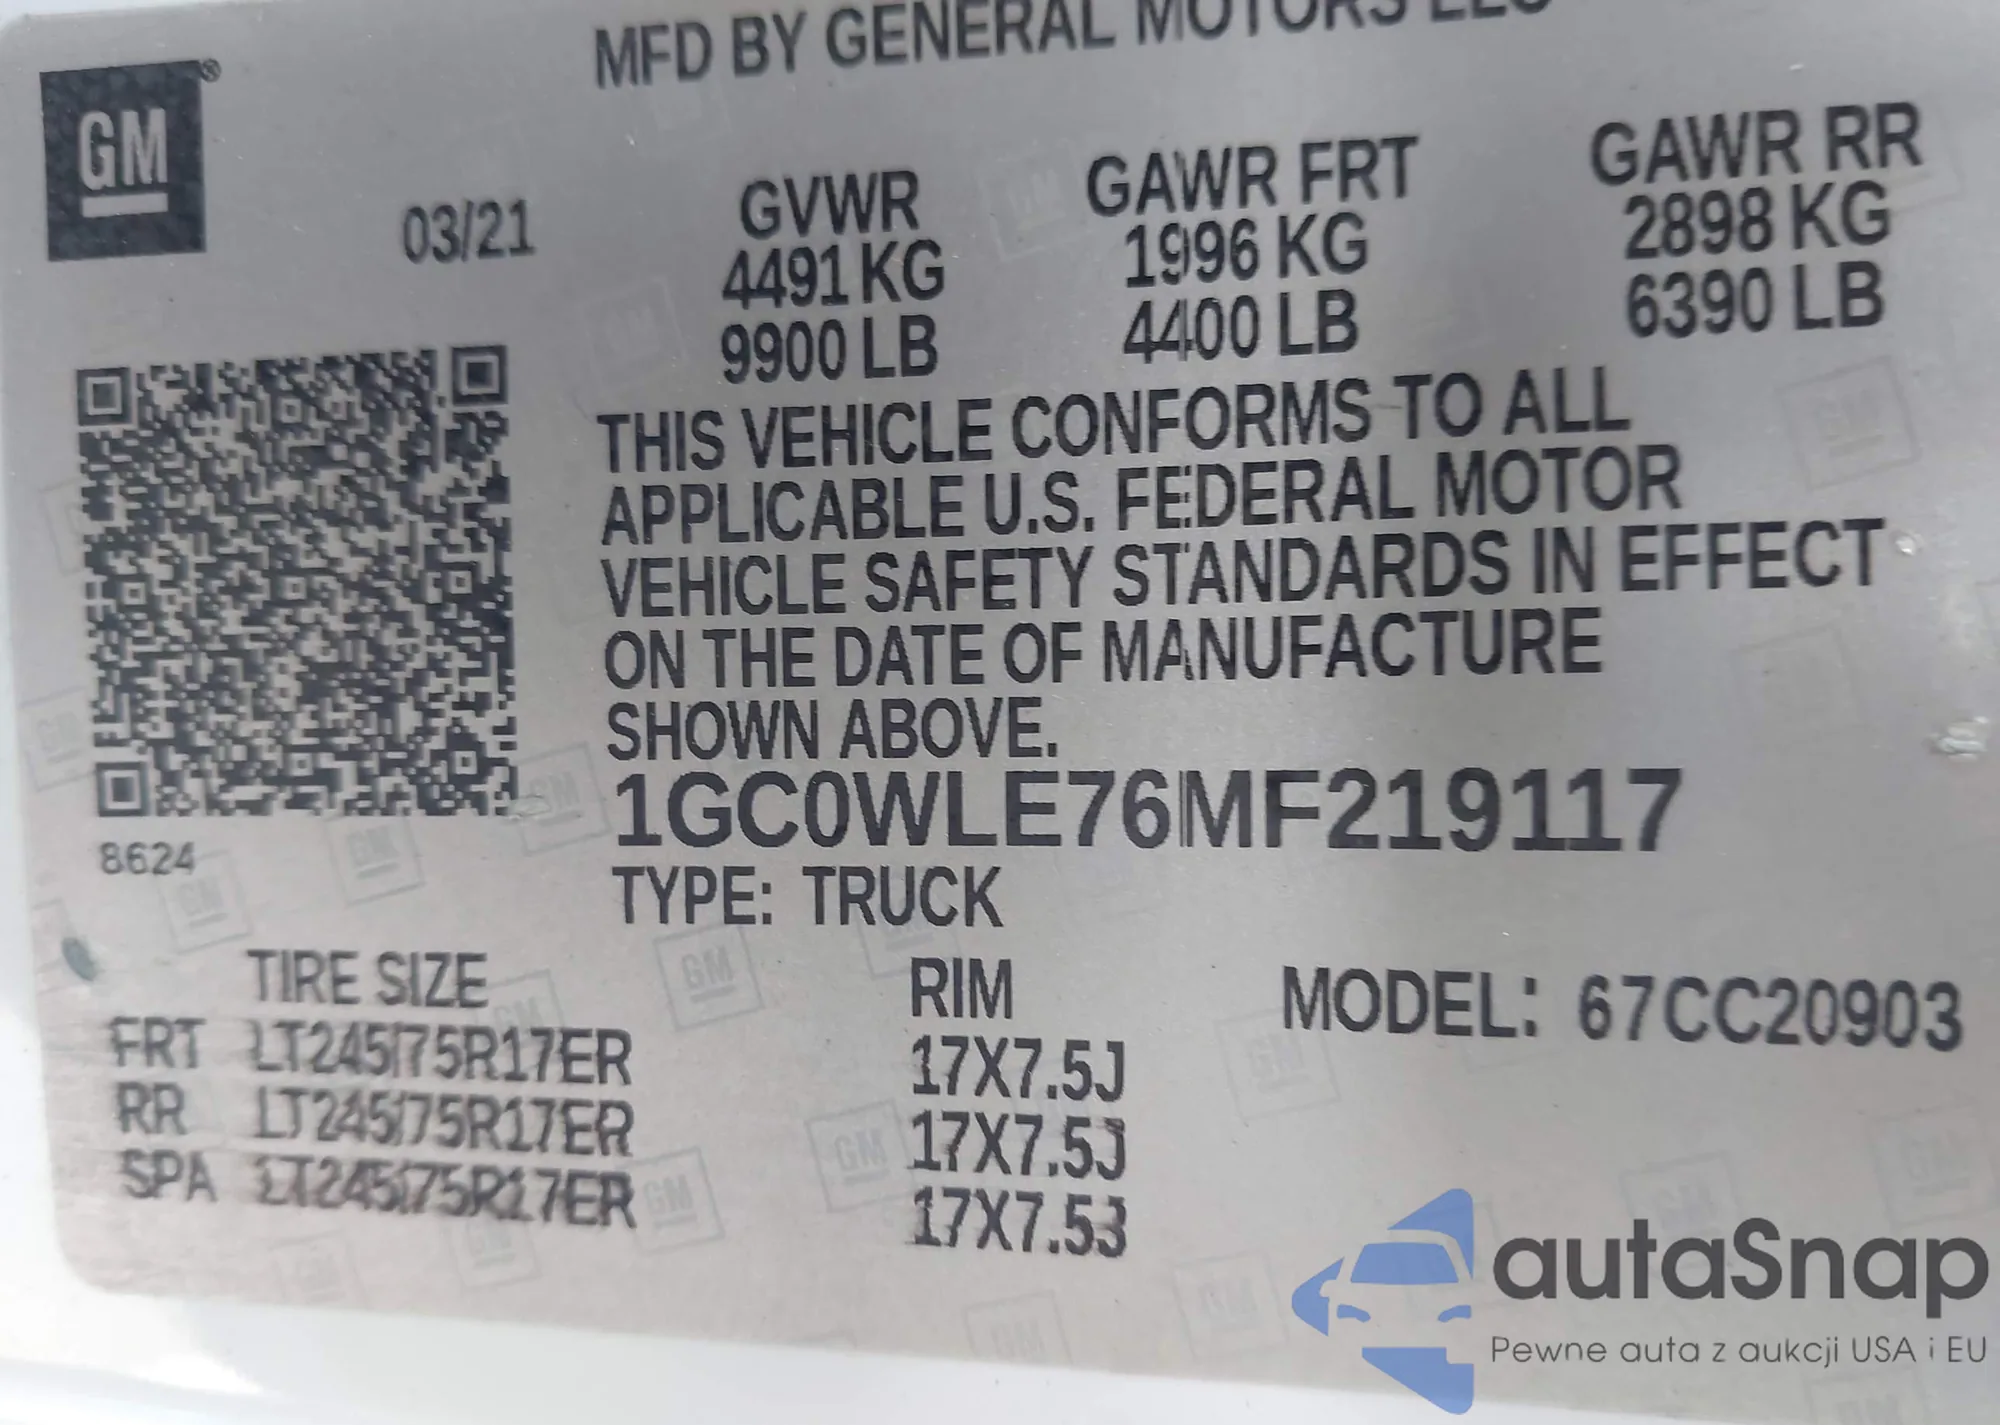 MFD BY GENERAL MOTORS LLC
GM®
03/21
GVWR GAWR FRT GAWR RR
4491 KG 1996 KG 2898 KG
9900 LB 4400 LB 6390 LB
THIS VEHICLE CONFORMS TO ALL
APPLICABLE U.S. FEDERAL MOTOR
VEHICLE SAFETY STANDARDS IN EFFECT
ON THE DATE OF MANUFACTURE
SHOWN ABOVE.
1GC0WLE76MF219117
8624
TYPE: TRUCK
TIRE SIZE RIM MODEL: 67CC20903
FRT LT245/75R17ER 17X7.5J
RR LT245/75R17ER 17X7.5J
SPA LT245/75R17ER 17X7.5J
autaSnap
Pewne auta z aukcji USA i EU